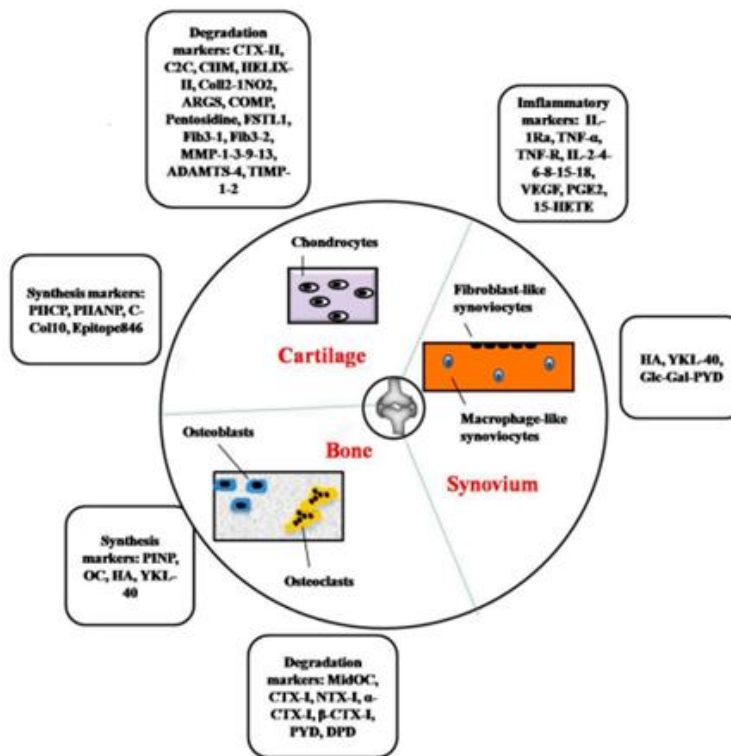 Degradation
markers: CTX-II,
C2C, CIIM, HELIX-
II, Coll2-1NO2,
ARGS, COMP,
Pentosidine, FSTL1,
Fib3-1, Fib3-2,
MMP-1-3-9-13,
ADAMTS-4, TIMP-
1-2
Imflammatory
markers: IL-
1Ra, TNF-α,
TNF-R, IL-2-4-
6-8-15-18,
VEGF, PGE2,
15-HETE
Synthesis markers:
PIICP, PIIANP, C-
Col10, Epitope846
Chondrocytes
Cartilage
Fibroblast-like
synoviocytes
Macrophage-like
synoviocytes
Synovium
HA, YKL-40,
Glc-Gal-PYD
Osteoblasts
Bone
Osteoclasts
Synthesis
markers: PINP,
OC, HA, YKL-
40
Degradation
markers: MidOC,
CTX-I, NTX-I, α-
CTX-I, β-CTX-I,
PYD, DPD